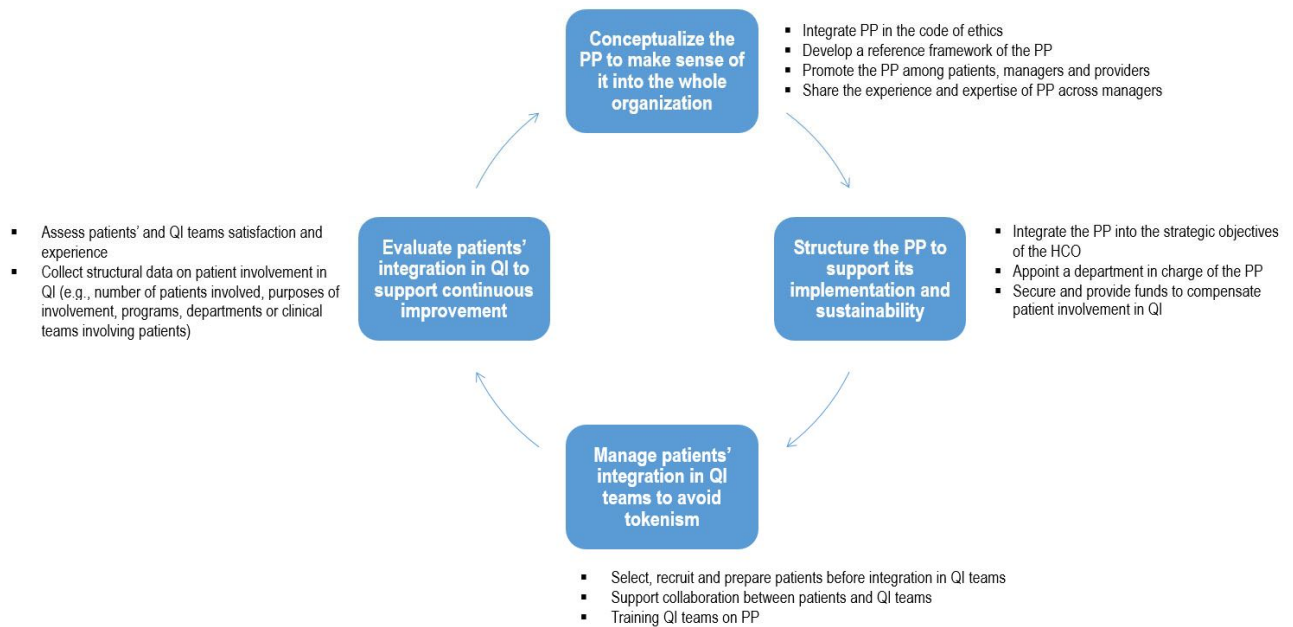 Conceptualize the
PP to make sense of
it into the whole
organization
▪ Integrate PP in the code of ethics
▪ Develop a reference framework of the PP
▪ Promote the PP among patients, managers and providers
▪ Share the experience and expertise of PP across managers
Structure the PP to
support its
implementation and
sustainability
▪ Integrate the PP into the strategic objectives
of the HCO
▪ Appoint a department in charge of the PP
▪ Secure and provide funds to compensate
patient involvement in QI
Manage patients’
integration in QI
teams to avoid
tokenism
▪ Select, recruit and prepare patients before integration in QI teams
▪ Support collaboration between patients and QI teams
▪ Training QI teams on PP
Evaluate patients’
integration in QI to
support continuous
improvement
▪ Assess patients’ and QI teams satisfaction and
experience
▪ Collect structural data on patient involvement in
QI (e.g., number of patients involved, purposes of
involvement, programs, departments or clinical
teams involving patients)